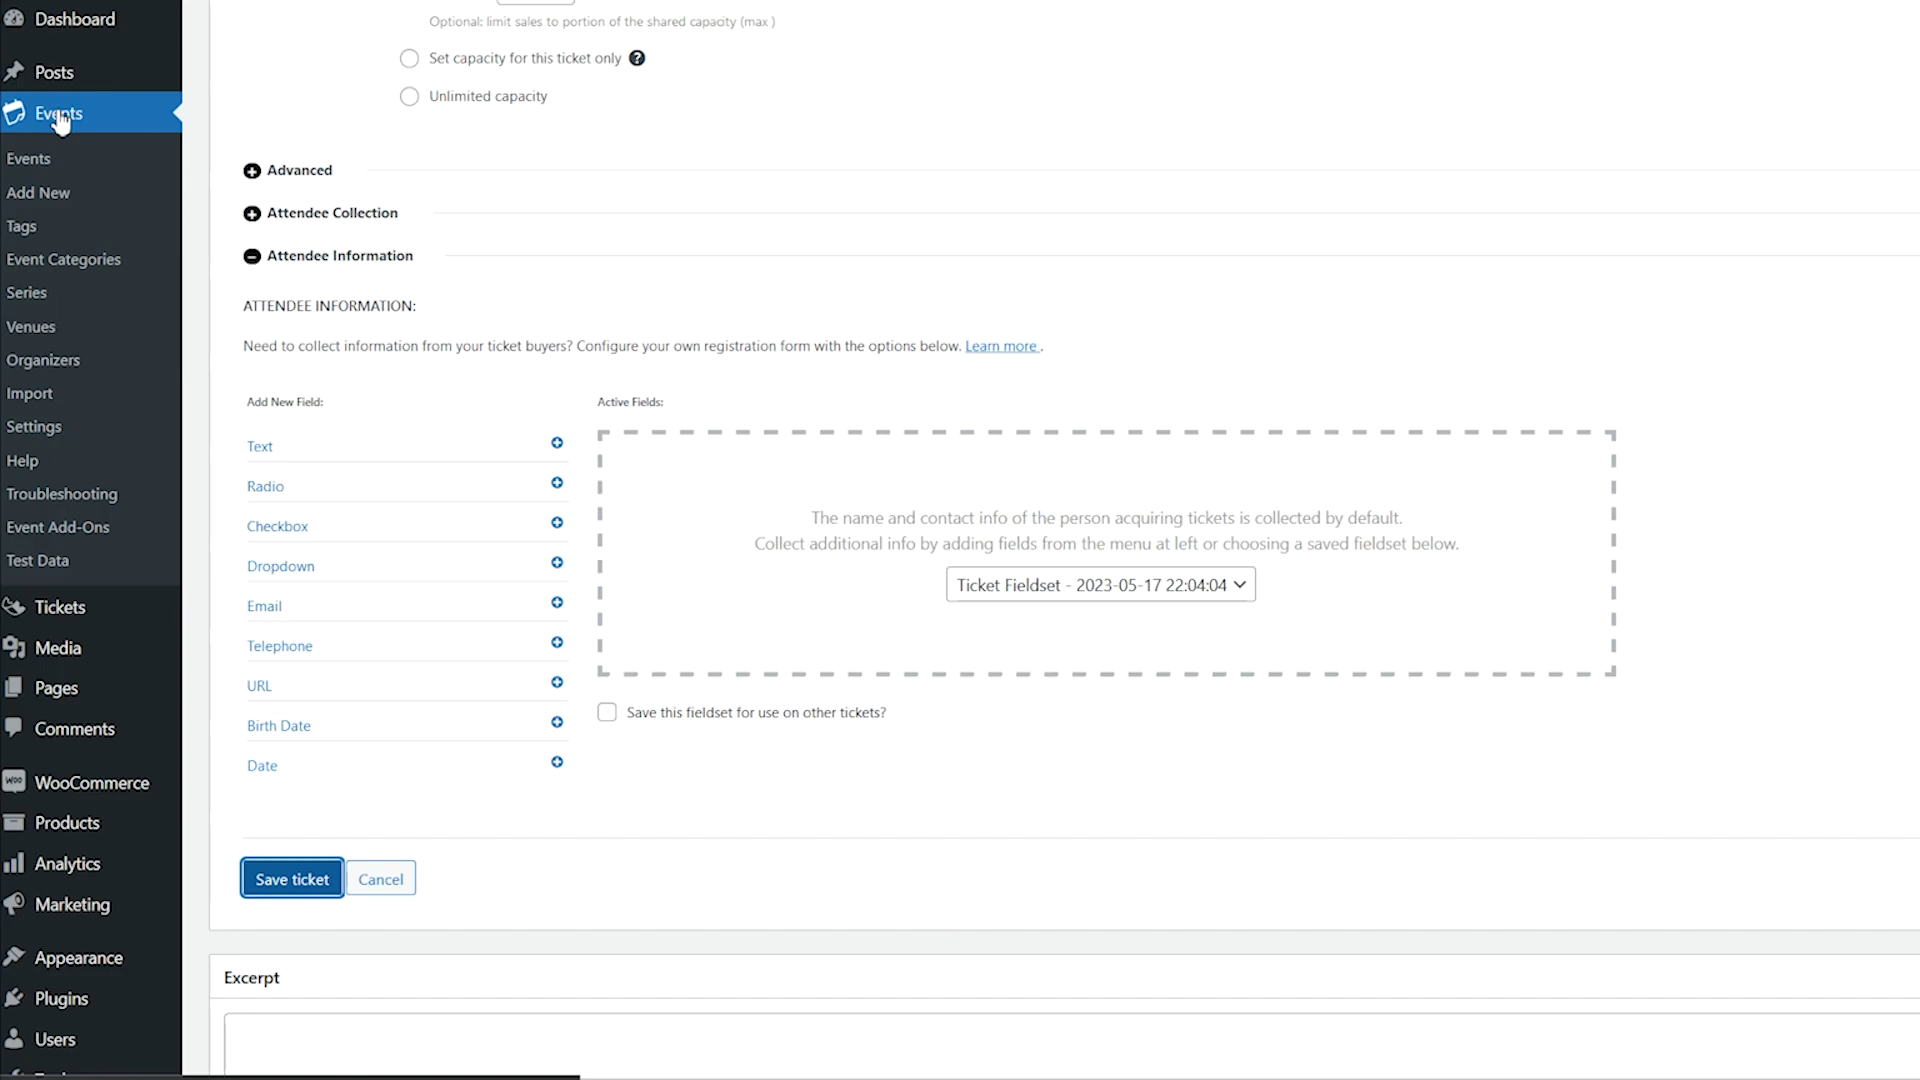 Dashboard
Posts
Events
Events
Add New
Tags
Event Categories
Series
Venues
Organizers
Import
Settings
Help
Troubleshooting
Event Add-Ons
Test Data
Tickets
Media
Pages
Comments
WooCommerce
Products
Analytics
Marketing
Appearance
Plugins
Users
Optional: limit sales to portion of the shared capacity (max )
Set capacity for this ticket only
Unlimited capacity
Advanced
Attendee Collection
Attendee Information
ATTENDEE INFORMATION:
Need to collect information from your ticket buyers? Configure your own registration form with the options below. Learn more .
Add New Field:
Text
Radio
Checkbox
Dropdown
Email
Telephone
URL
Birth Date
Date
Active Fields:
The name and contact info of the person acquiring tickets is collected by default.
Collect additional info by adding fields from the menu at left or choosing a saved fieldset below.
Ticket Fieldset - 2023-05-17 22:04:04
Save this fieldset for use on other tickets?
Save ticket
Cancel
Excerpt